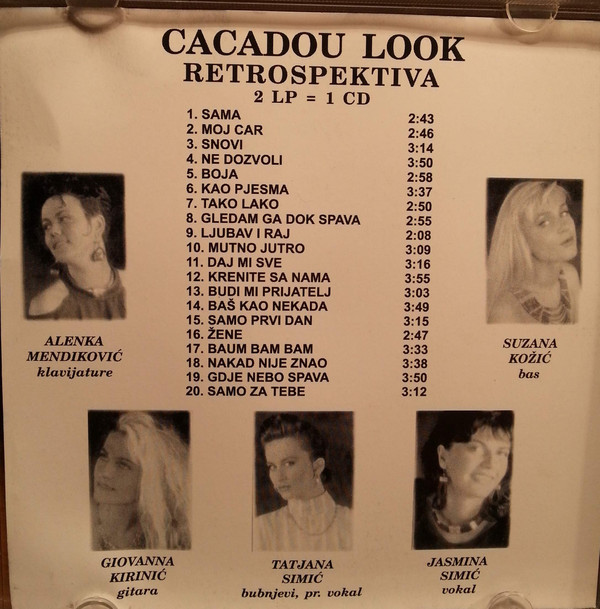 CACADOU LOOK
RETROSPEKTIVA
2 LP = 1 CD
1. SAMA 2:43
2. MOJ CAR 2:46
3. SNOVI 3:14
4. NE DOZVOLI 3:50
5. BOJA 2:58
6. KAO PJESMA 3:37
7. TAKO LAKO 2:50
8. GLEDAM GA DOK SPAVA 2:55
9. LJUBAV I RAJ 2:08
10. MUTNO JUTRO 3:09
11. DAJ MI SVE 3:16
12. KRENITE SA NAMA 3:55
13. BUDI MI PRIJATELJ 3:03
14. BAŠ KAO NEKADA 3:49
15. SAMO PRVI DAN 3:15
16. ŽENE 2:47
17. BAUM BAM BAM 3:33
18. NAKAD NIJE ZNAO 3:38
19. GDJE NEBO SPAVA 3:50
20. SAMO ZA TEBE 3:12
ALENKA
MENDIKOVIĆ
klavijature
SUZANA
KOŽIĆ
bas
GIOVANNA
KIRINIĆ
gitara
TATJANA
SIMIĆ
bubnjevi, pr. vokal
JASMINA
SIMIĆ
vokal